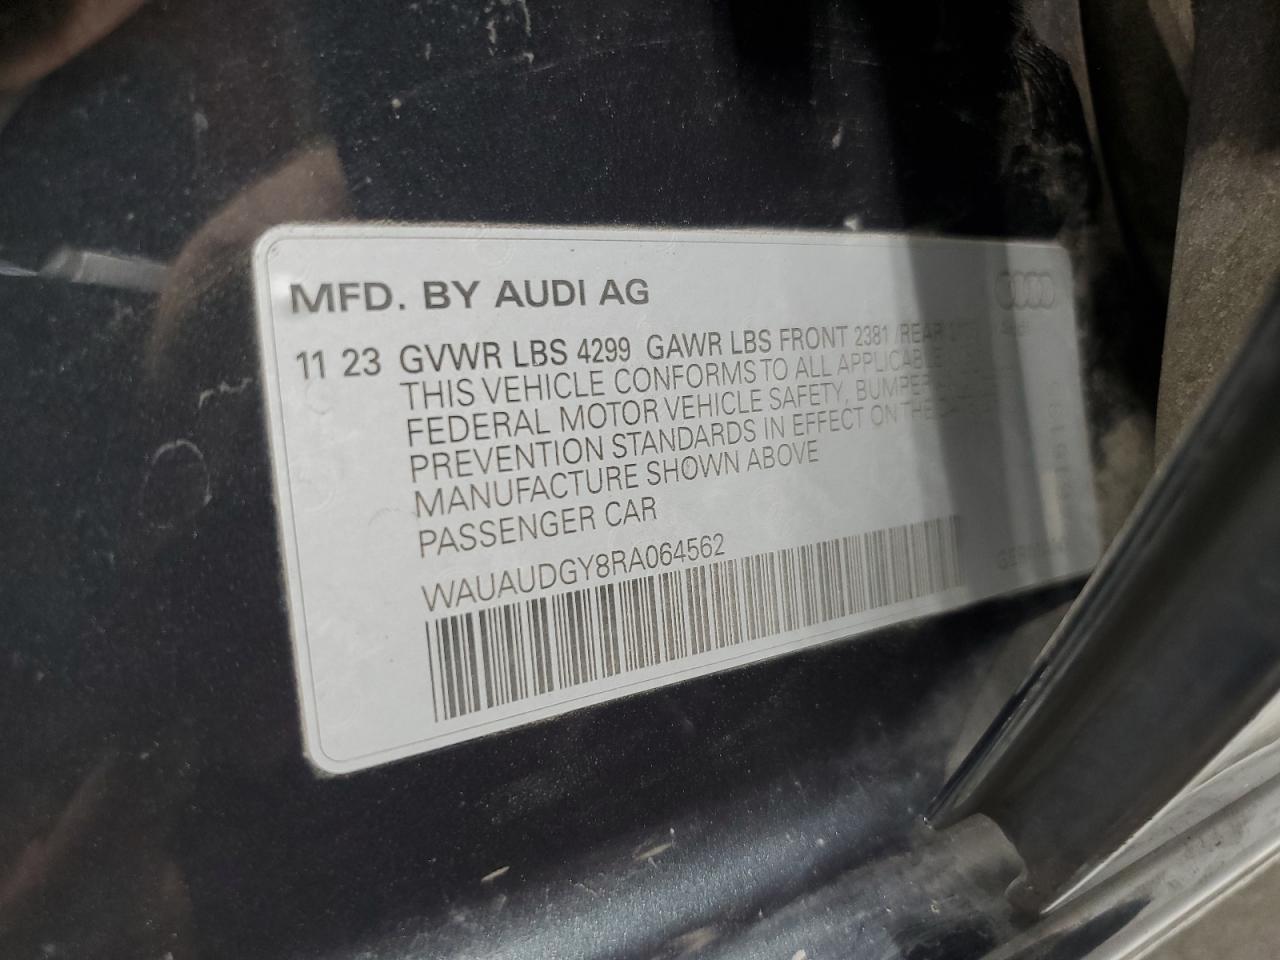 MFD. BY AUDI AG
11 23 GVWR LBS 4299 GAWR LBS FRONT 2381 /REAR
THIS VEHICLE CONFORMS TO ALL APPLICABLE
FEDERAL MOTOR VEHICLE SAFETY, BUMPER
PREVENTION STANDARDS IN EFFECT ON THE
MANUFACTURE SHOWN ABOVE
PASSENGER CAR
WAUAUDGY8RA064562